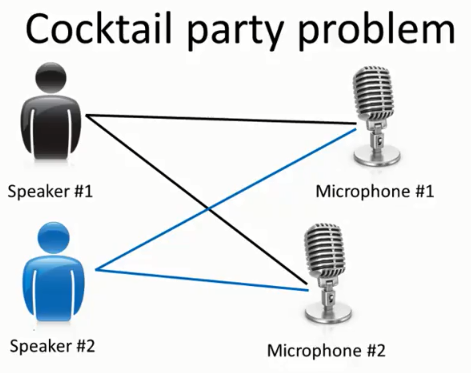 Cocktail party problem
Speaker #1
Microphone #1
Speaker #2
Microphone #2